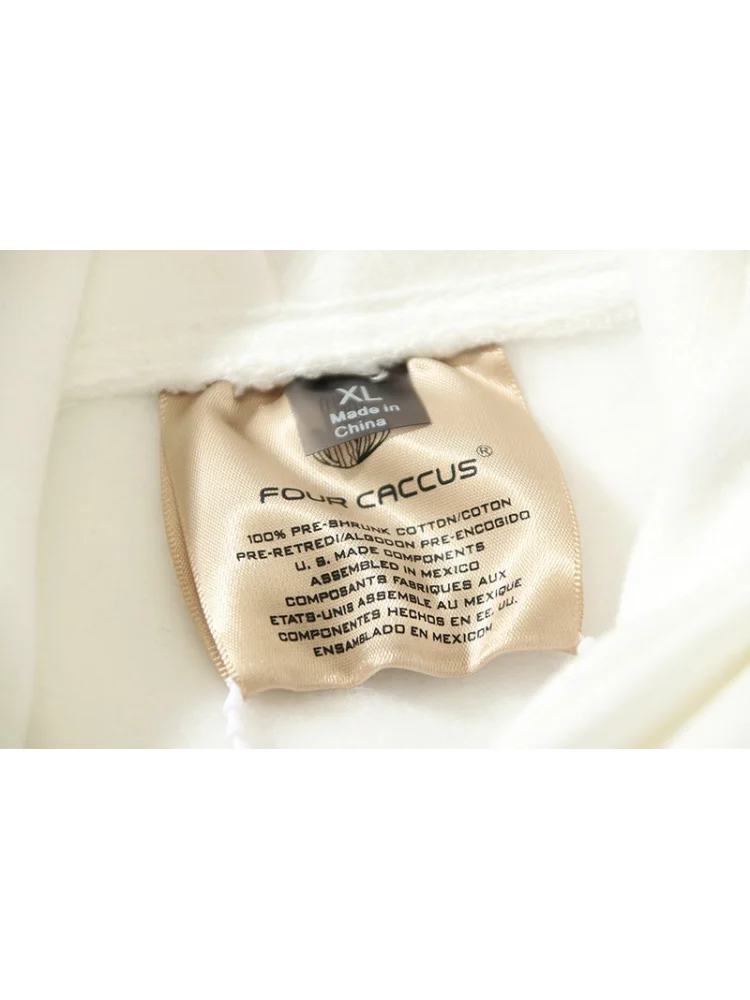 XL
Made in
China
FOUR CACCUS®
100% PRE-SHRUNK COTTON/COTON
PRE-RETREDI/ALGODON PRE-ENCOGIDO
U. S. MADE COMPONENTS
ASSEMBLED IN MEXICO
COMPOSANTS FABRIQUES AUX
ETATS-UNIS ASSEMBLE AU MEXIQUE
COMPONENTES HECHOS EN EE. UU.
ENSAMBLADO EN MEXICOM